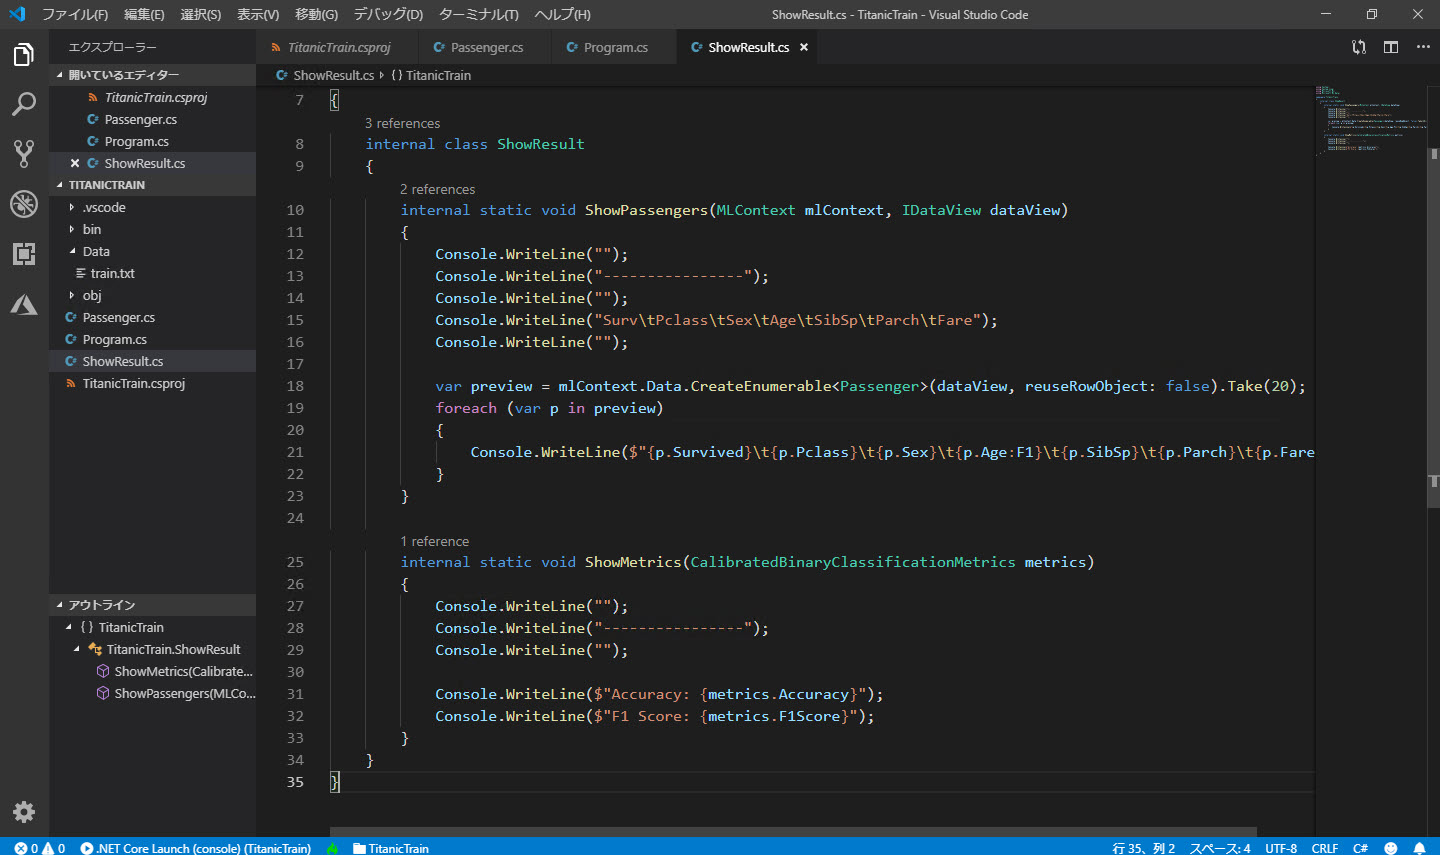 ファイル(F) 編集(E) 選択(S) 表示(V) 移動(G) デバッグ(D) ターミナル(T) ヘルプ(H) ShowResult.cs - TitanicTrain - Visual Studio Code
エクスプローラー
開いているエディター
TitanicTrain.csproj
Passenger.cs
Program.cs
ShowResult.cs
TITANICTRAIN
.vscode
bin
Data
train.txt
obj
Passenger.cs
Program.cs
ShowResult.cs
TitanicTrain.csproj
アウトライン
{ } TitanicTrain
TitanicTrain.ShowResult
ShowMetrics(Calibrate...
ShowPassengers(MLCo...
TitanicTrain.csproj C# Passenger.cs C# Program.cs C# ShowResult.cs
C# ShowResult.cs { } TitanicTrain
7 {
3 references
8 internal class ShowResult
9 {
2 references
10 internal static void ShowPassengers(MLContext mlContext, IDataView dataView)
11 {
12 Console.WriteLine("");
13 Console.WriteLine("----------------");
14 Console.WriteLine("");
15 Console.WriteLine("Surv\tPclass\tSex\tAge\tSibSp\tParch\tFare");
16 Console.WriteLine("");
17
18 var preview = mlContext.Data.CreateEnumerable<Passenger>(dataView, reuseRowObject: false).Take(20);
19 foreach (var p in preview)
20 {
21 Console.WriteLine($"{p.Survived}\t{p.Pclass}\t{p.Sex}\t{p.Age:F1}\t{p.SibSp}\t{p.Parch}\t{p.Fare
22 }
23 }
24
1 reference
25 internal static void ShowMetrics(CalibratedBinaryClassificationMetrics metrics)
26 {
27 Console.WriteLine("");
28 Console.WriteLine("----------------");
29 Console.WriteLine("");
30
31 Console.WriteLine($"Accuracy: {metrics.Accuracy}");
32 Console.WriteLine($"F1 Score: {metrics.F1Score}");
33 }
34 }
35 }
0 0 .NET Core Launch (console) (TitanicTrain) TitanicTrain 行 35、列 2 スペース: 4 UTF-8 CRLF C#